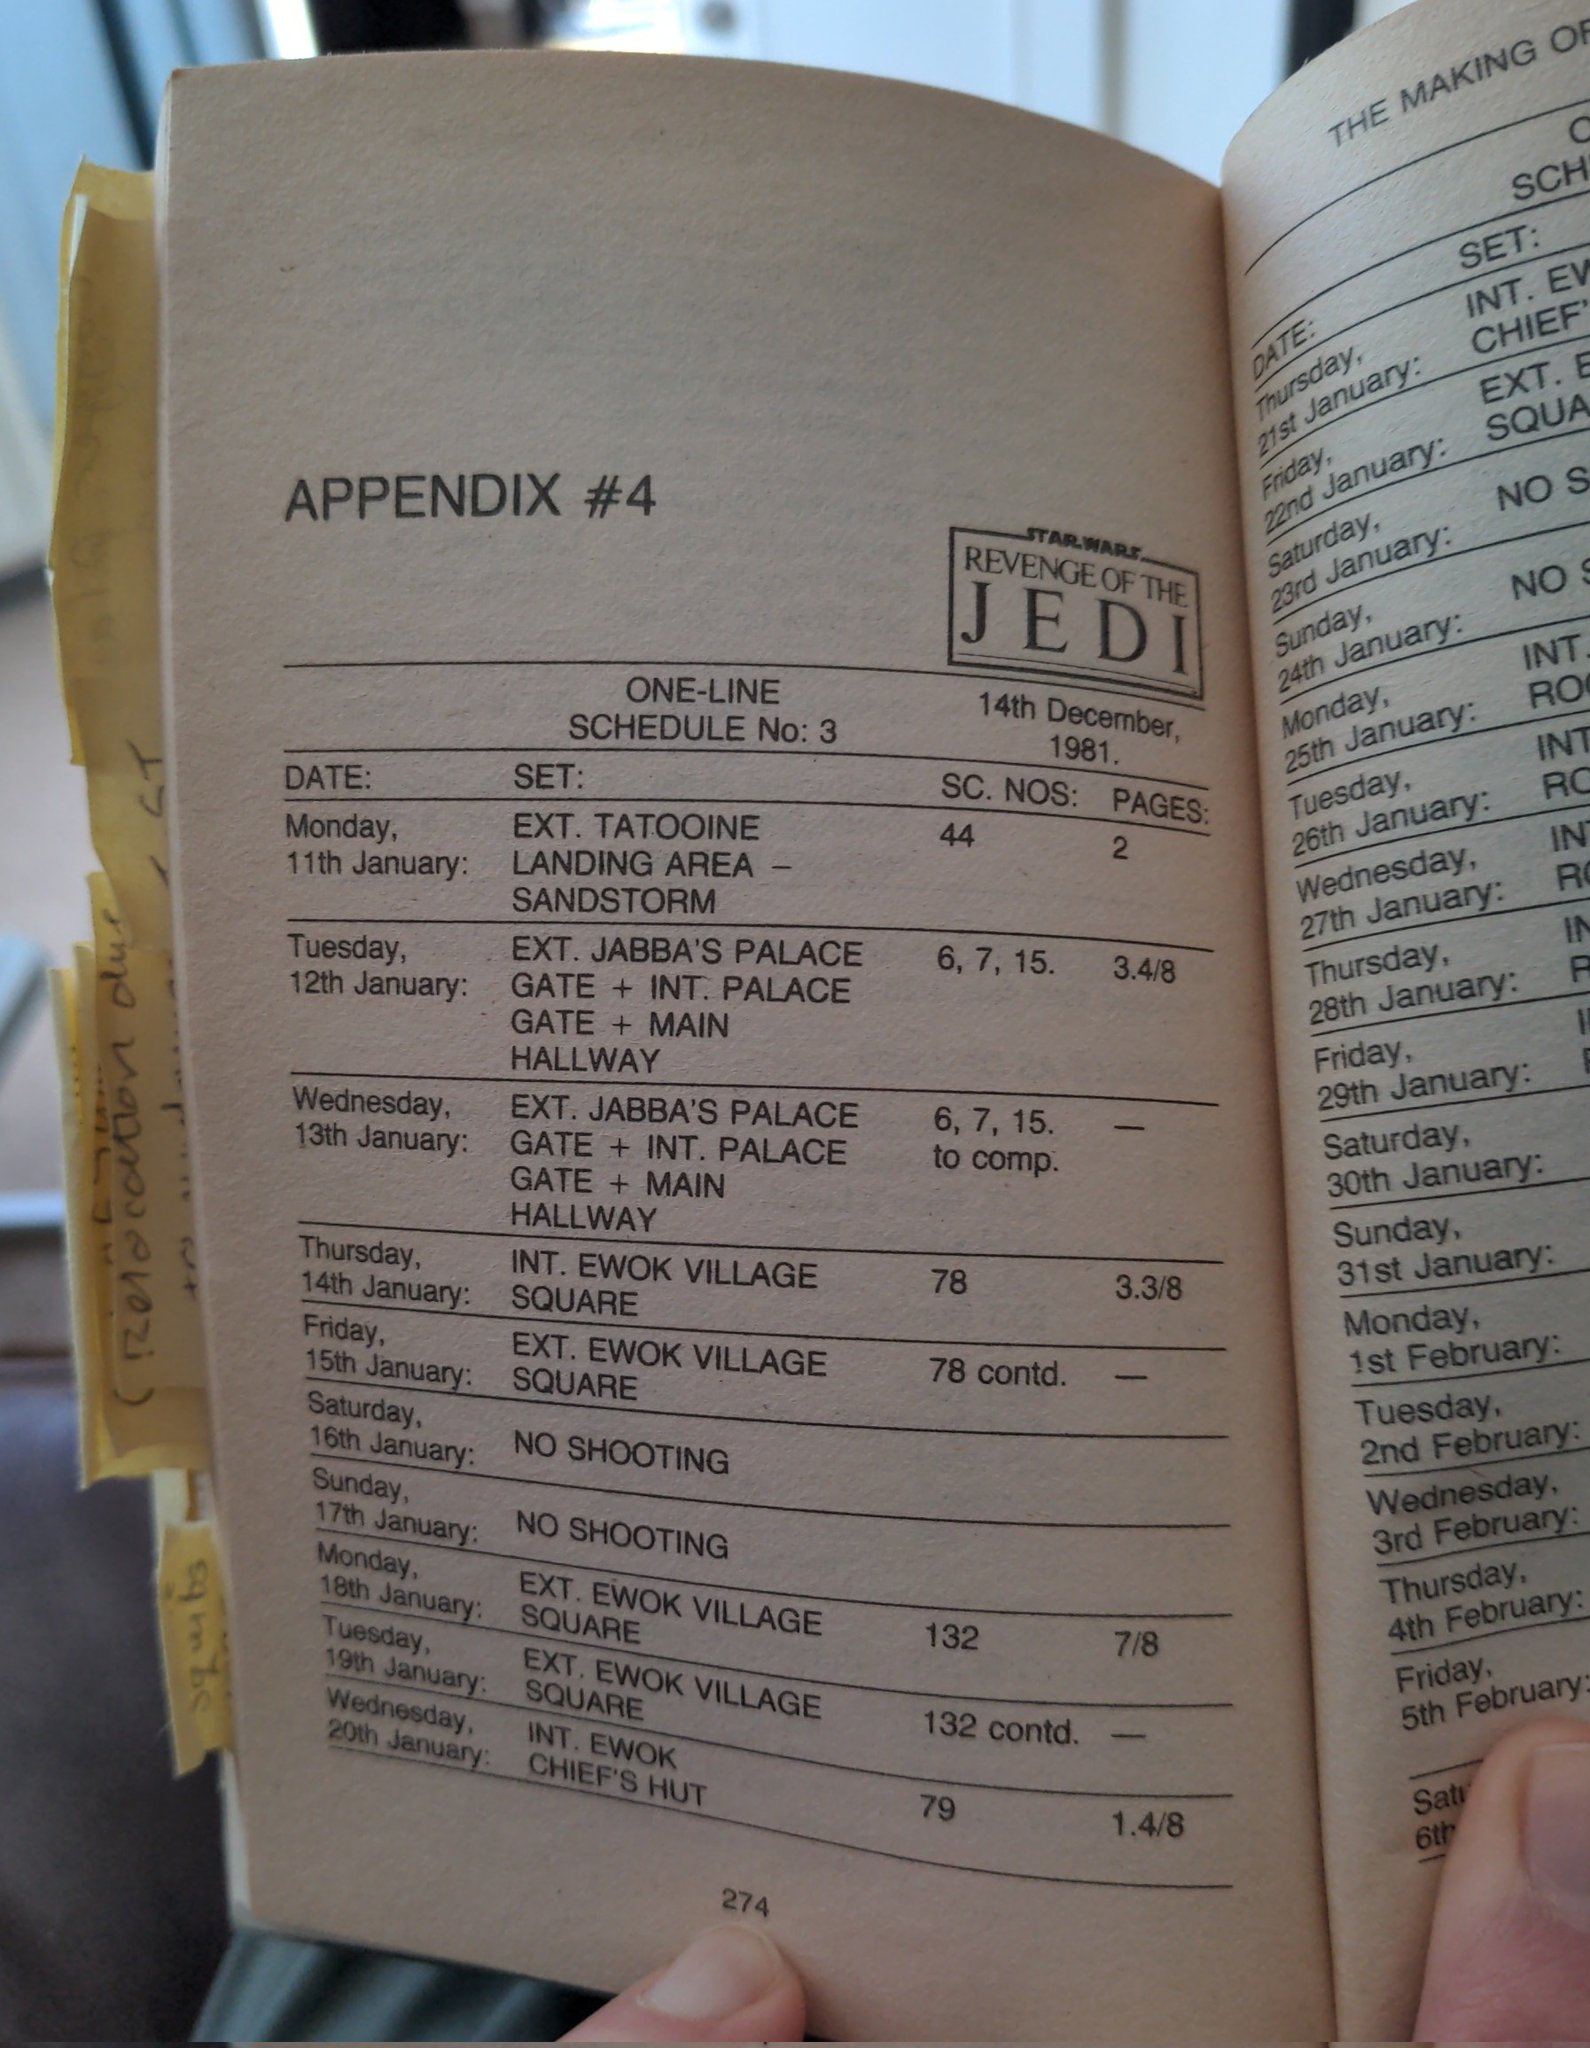 APPENDIX #4
STAR WARS
REVENGE OF THE
JEDI
ONE-LINE
SCHEDULE No: 3
14th December,
1981.
DATE: SET: SC. NOS: PAGES:
Monday, EXT. TATOOINE 44 2
11th January: LANDING AREA –
SANDSTORM
Tuesday, EXT. JABBA'S PALACE 6, 7, 15. 3.4/8
12th January: GATE + INT. PALACE
GATE + MAIN
HALLWAY
Wednesday, EXT. JABBA'S PALACE 6, 7, 15. —
13th January: GATE + INT. PALACE to comp.
GATE + MAIN
HALLWAY
Thursday, INT. EWOK VILLAGE 78 3.3/8
14th January: SQUARE
Friday, EXT. EWOK VILLAGE 78 contd. —
15th January: SQUARE
Saturday,
16th January: NO SHOOTING
Sunday,
17th January: NO SHOOTING
Monday, EXT. EWOK VILLAGE 132 7/8
18th January: SQUARE
Tuesday, EXT. EWOK VILLAGE 132 contd. —
19th January: SQUARE
Wednesday, INT. EWOK 79 1.4/8
20th January: CHIEF'S HUT
274
THE MAKING OF
SET:
DATE: INT.
Thursday, CHIEF'
21st January:
Friday, EXT.
22nd January:
Saturday, NO
23rd January:
Sunday, NO
24th January:
Monday, INT.
25th January:
Tuesday, INT
26th January:
Wednesday,
27th January:
Thursday,
28th January:
Friday,
29th January:
Saturday,
30th January:
Sunday,
31st January:
Monday,
1st February:
Tuesday,
2nd February:
Wednesday,
3rd February:
Thursday,
4th February:
Friday,
5th February:
6th
squibs